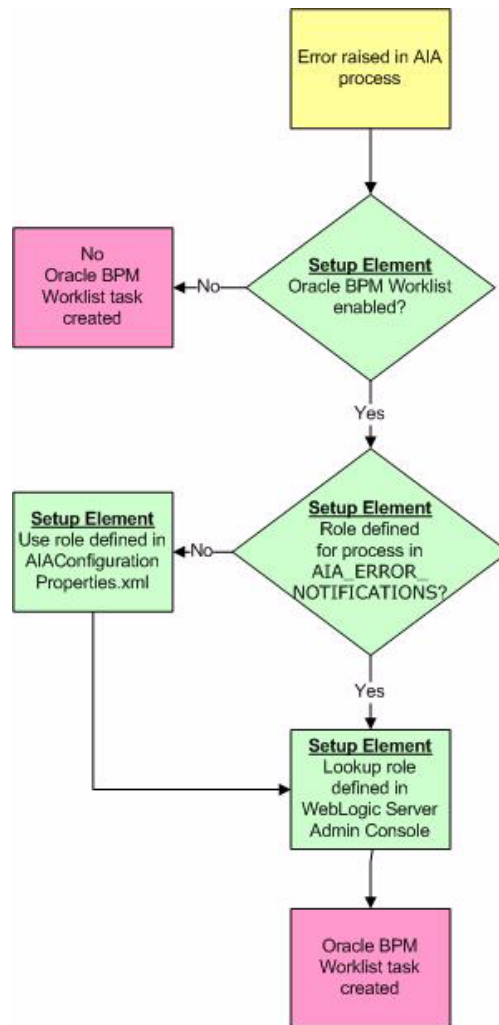 Error raised in AIA
process
Setup Element
Oracle BPM Worklist
enabled?
No
No
Oracle BPM
Worklist task
created
Yes
Setup Element
Role defined
for process in
AIA_ERROR_
NOTIFICATIONS?
No
Setup Element
Use role defined in
AIAConfiguration
Properties.xml
Yes
Setup Element
Lookup role
defined in
WebLogic Server
Admin Console
Oracle BPM
Worklist task
created